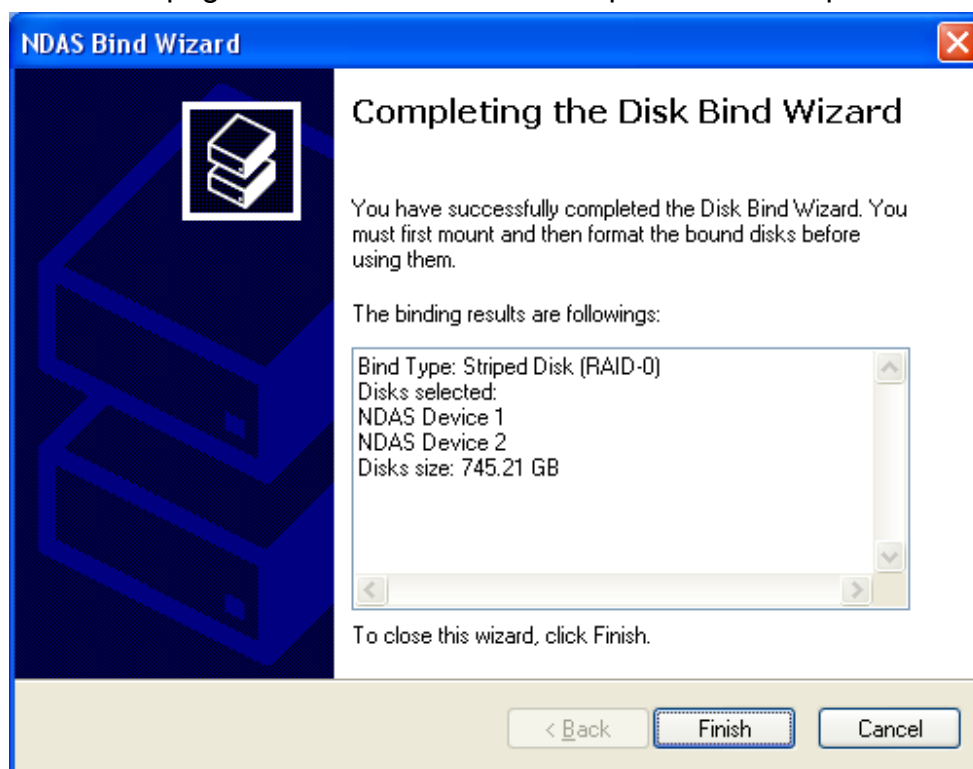 NDAS Bind Wizard
Completing the Disk Bind Wizard
You have successfully completed the Disk Bind Wizard. You
must first mount and then format the bound disks before
using them.
The binding results are followings:
Bind Type: Striped Disk (RAID-0)
Disks selected:
NDAS Device 1
NDAS Device 2
Disks size: 745.21 GB
To close this wizard, click Finish.
< Back Finish Cancel